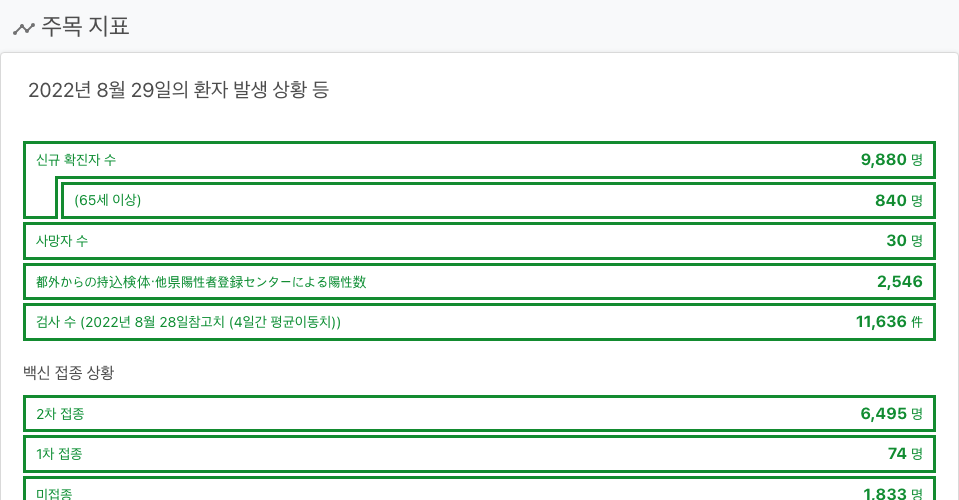 주목 지표
2022년 8월 29일의 환자 발생 상황 등
신규 확진자 수 9,880 명
(65세 이상) 840 명
사망자 수 30 명
都外からの持込検体·他県陽性者登録センターによる陽性数 2,546
검사 수 (2022년 8월 28일참고치 (4일간 평균이동치)) 11,636 件
백신 접종 상황
2차 접종 6,495 명
1차 접종 74 명
미접종 1,833 명